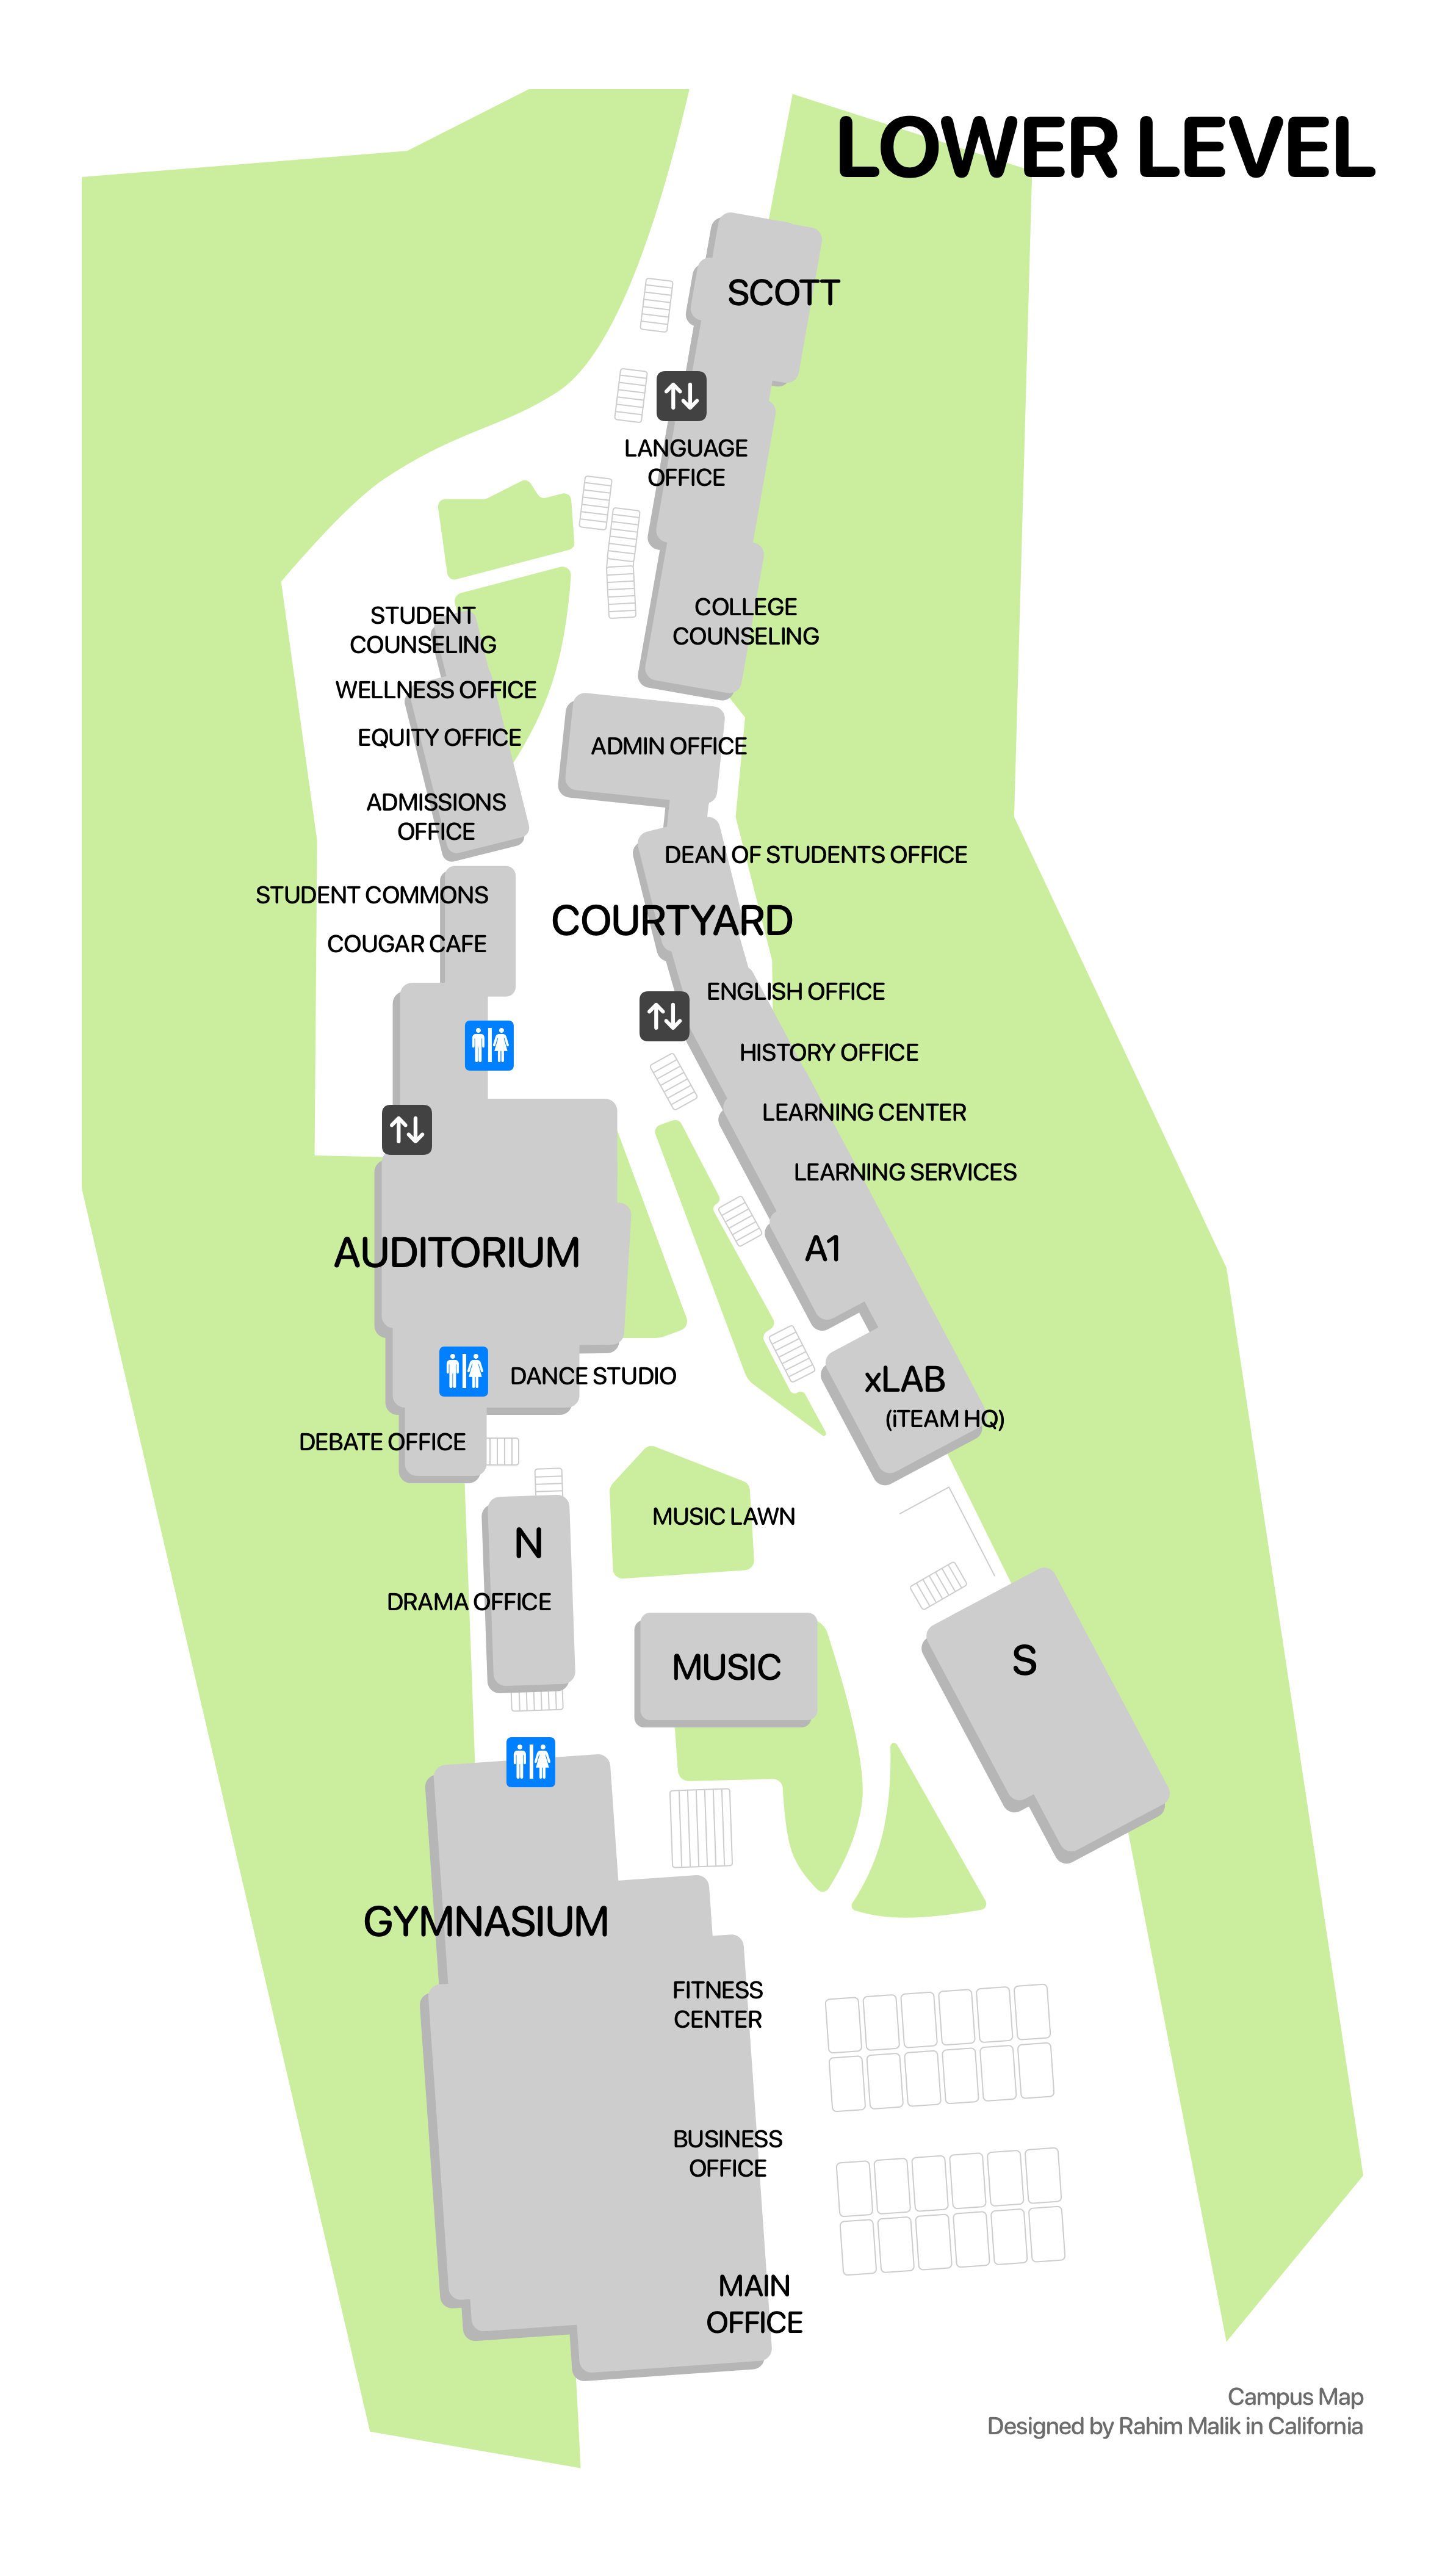 LOWER LEVEL
SCOTT
LANGUAGE
OFFICE
COLLEGE
COUNSELING
STUDENT
COUNSELING
WELLNESS OFFICE
EQUITY OFFICE
ADMIN OFFICE
ADMISSIONS
OFFICE
DEAN OF STUDENTS OFFICE
STUDENT COMMONS
COURTYARD
COUGAR CAFE
ENGLISH OFFICE
HISTORY OFFICE
LEARNING CENTER
LEARNING SERVICES
AUDITORIUM
A1
DANCE STUDIO
xLAB
(iTEAM HQ)
DEBATE OFFICE
MUSIC LAWN
N
DRAMA OFFICE
MUSIC
S
GYMNASIUM
FITNESS
CENTER
BUSINESS
OFFICE
MAIN
OFFICE
Campus Map
Designed by Rahim Malik in California